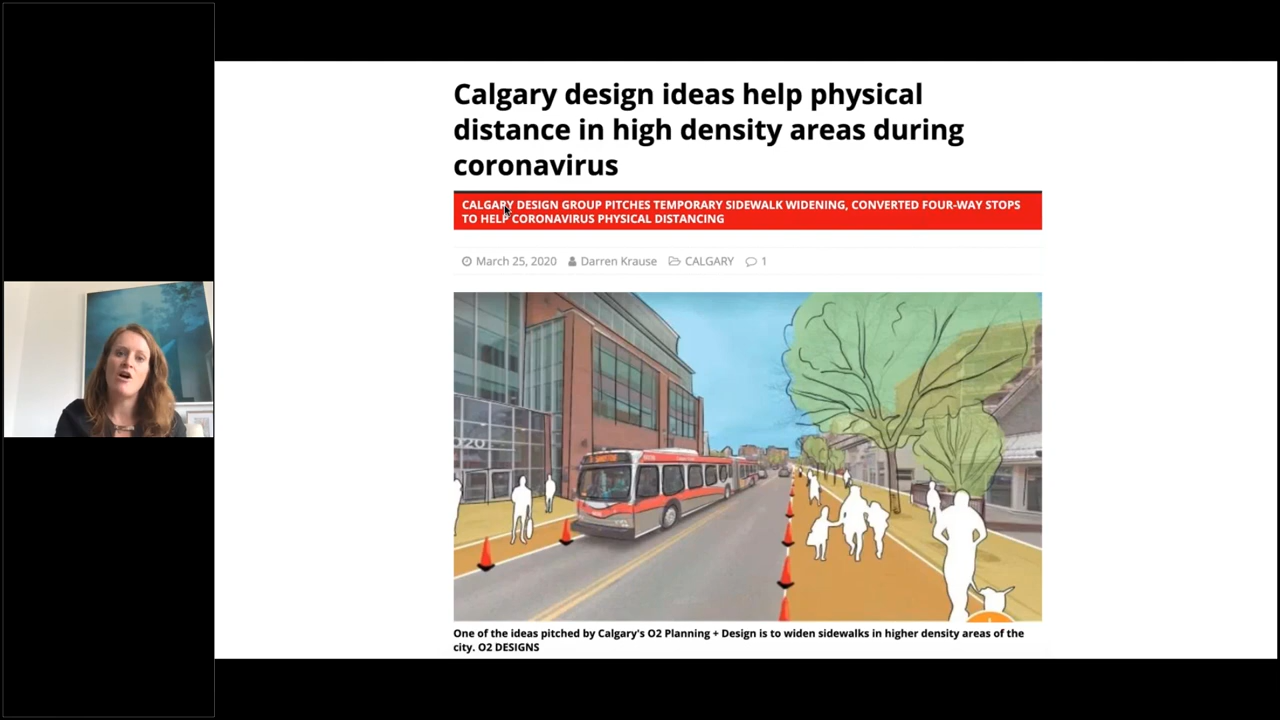 Calgary design ideas help physical
distance in high density areas during
coronavirus
CALGARY DESIGN GROUP PITCHES TEMPORARY SIDEWALK WIDENING, CONVERTED FOUR-WAY STOPS
TO HELP CORONAVIRUS PHYSICAL DISTANCING
March 25, 2020 Darren Krause CALGARY 1
020
One of the ideas pitched by Calgary's O2 Planning + Design is to widen sidewalks in higher density areas of the
city. O2 DESIGNS